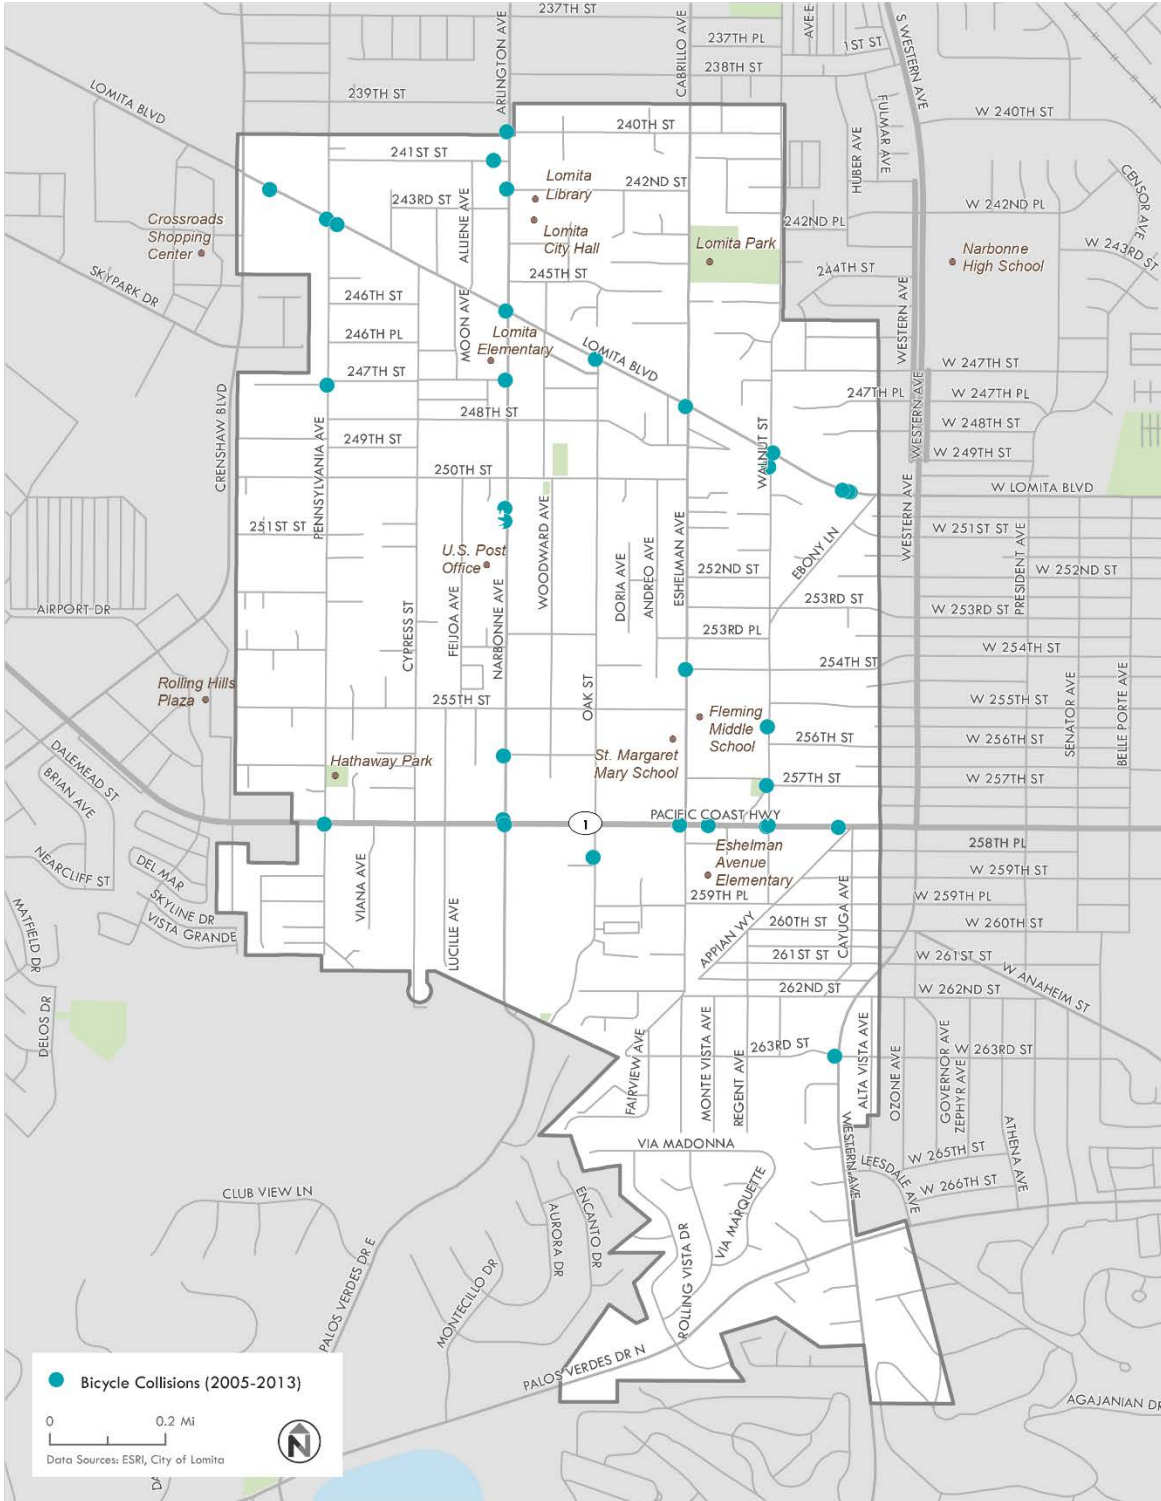 237TH ST
ARLINGTON AVE
CABRILLO AVE
237TH PL
AVE E
1ST ST
S WESTERN AVE
238TH ST
239TH ST
LOMITA BLVD
240TH ST
W 240TH ST
HUBER AVE
FULMAR AVE
241ST ST
Lomita
Library
242ND ST
243RD ST
ALIENE AVE
Lomita
City Hall
242ND PL
W 242ND PL
CENSOR AVE
W 243RD ST
Crossroads
Shopping
Center
Lomita Park
Narbonne
High School
SKYPARK DR
245TH ST
244TH ST
246TH ST
MOON AVE
WESTERN AVE
246TH PL
Lomita
Elementary
LOMITA BLVD
247TH ST
W 247TH ST
247TH PL
W 247TH PL
CRENSHAW BLVD
PENNSYLVANIA AVE
248TH ST
WALNUT ST
WESTERN AVE
W 248TH ST
249TH ST
W 249TH ST
250TH ST
W LOMITA BLVD
251ST ST
WOODWARD AVE
ESHELMAN AVE
EBONY LN
WESTERN AVE
W 251ST ST
PRESIDENT AVE
U.S. Post
Office
DORIA AVE
ANDREO AVE
252ND ST
W 252ND ST
AIRPORT DR
CYPRESS ST
FEIJOA AVE
NARBONNE AVE
253RD ST
W 253RD ST
253RD PL
W 254TH ST
254TH ST
Rolling Hills
Plaza
255TH ST
OAK ST
W 255TH ST
SENATOR AVE
BELLE PORTE AVE
Fleming
Middle
School
256TH ST
W 256TH ST
St. Margaret
Mary School
DALEMEAD ST
BRIAN AVE
Hathaway Park
257TH ST
W 257TH ST
1
PACIFIC COAST HWY
258TH PL
NEARCLIFF ST
DEL MAR
Eshelman
Avenue
Elementary
W 259TH ST
259TH PL
W 259TH PL
SKYLINE DR
VISTA GRANDE
VIANA AVE
LUCILLE AVE
APPIAN WY
CAYUGA AVE
260TH ST
W 260TH ST
MATFIELD DR
261ST ST
W 261ST ST
W ANAHEIM ST
262ND ST
W 262ND ST
DELOS DR
FAIRVIEW AVE
MONTE VISTA AVE
REGENT AVE
263RD ST
ALTA VISTA AVE
OZONE AVE
GOVERNOR AVE
ZEPHYR AVE
W 263RD ST
ATHENA AVE
VIA MADONNA
WESTERN AVE
LEESDALE AVE
W 265TH ST
W 266TH ST
CLUB VIEW LN
AURORA DR
ENCANTO DR
VIA MARQUETTE
ROLLING VISTA DR
PALOS VERDES DR E
MONTECILLO DR
PALOS VERDES DR N
AGAJANIAN DR
Bicycle Collisions (2005-2013)
0 0.2 Mi
N
Data Sources: ESRI, City of Lomita